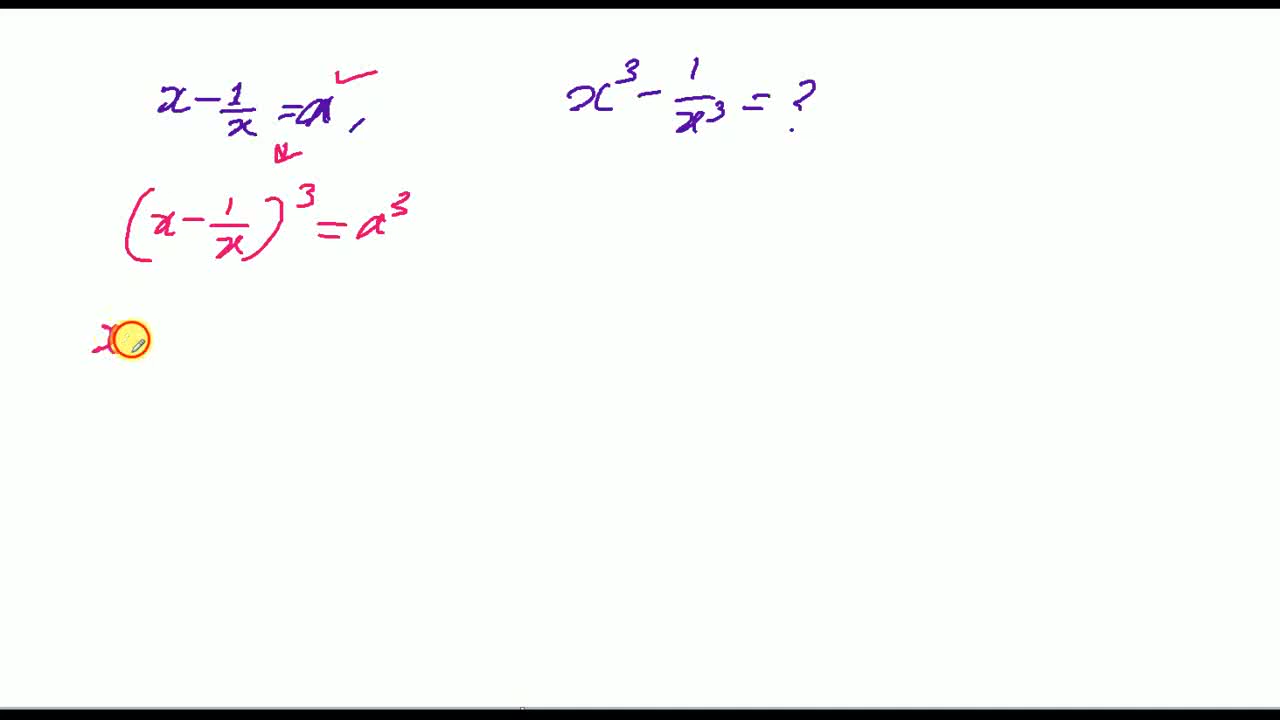 x - 1/x = a, x³ - 1/x³ = ?
(x - 1/x)³ = a³
x